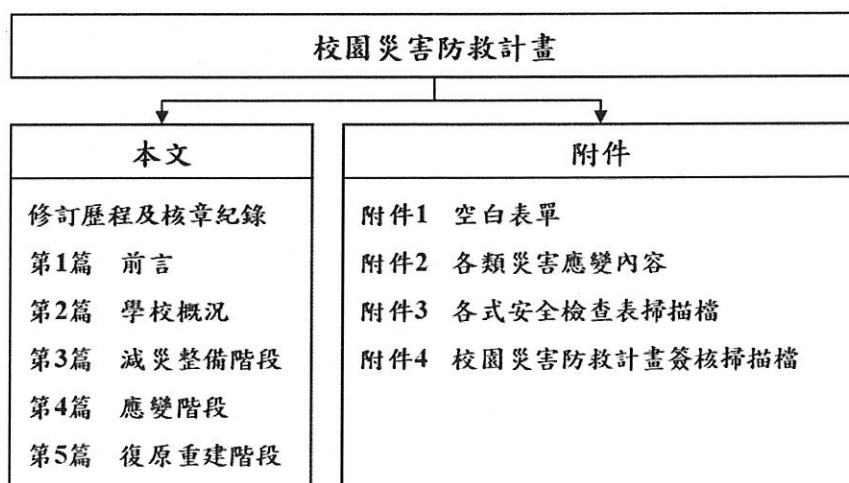 校園災害防救計畫
本文
修訂歷程及核章紀錄
第1篇 前言
第2篇 學校概況
第3篇 減災整備階段
第4篇 應變階段
第5篇 復原重建階段
附件
附件1 空白表單
附件2 各類災害應變內容
附件3 各式安全檢查表掃描檔
附件4 校園災害防救計畫簽核掃描檔